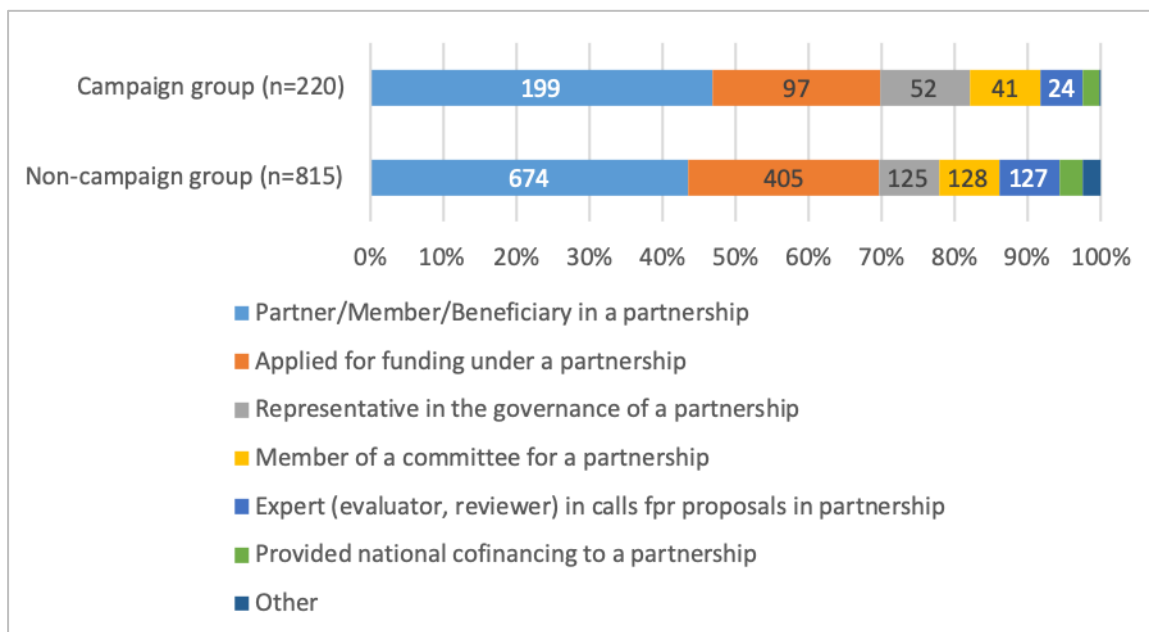 Campaign group (n=220)
199 97 52 41 24
Non-campaign group (n=815)
674 405 125 128 127
0% 10% 20% 30% 40% 50% 60% 70% 80% 90% 100%
Partner/Member/Beneficiary in a partnership
Applied for funding under a partnership
Representative in the governance of a partnership
Member of a committee for a partnership
Expert (evaluator, reviewer) in calls fpr proposals in partnership
Provided national cofinancing to a partnership
Other